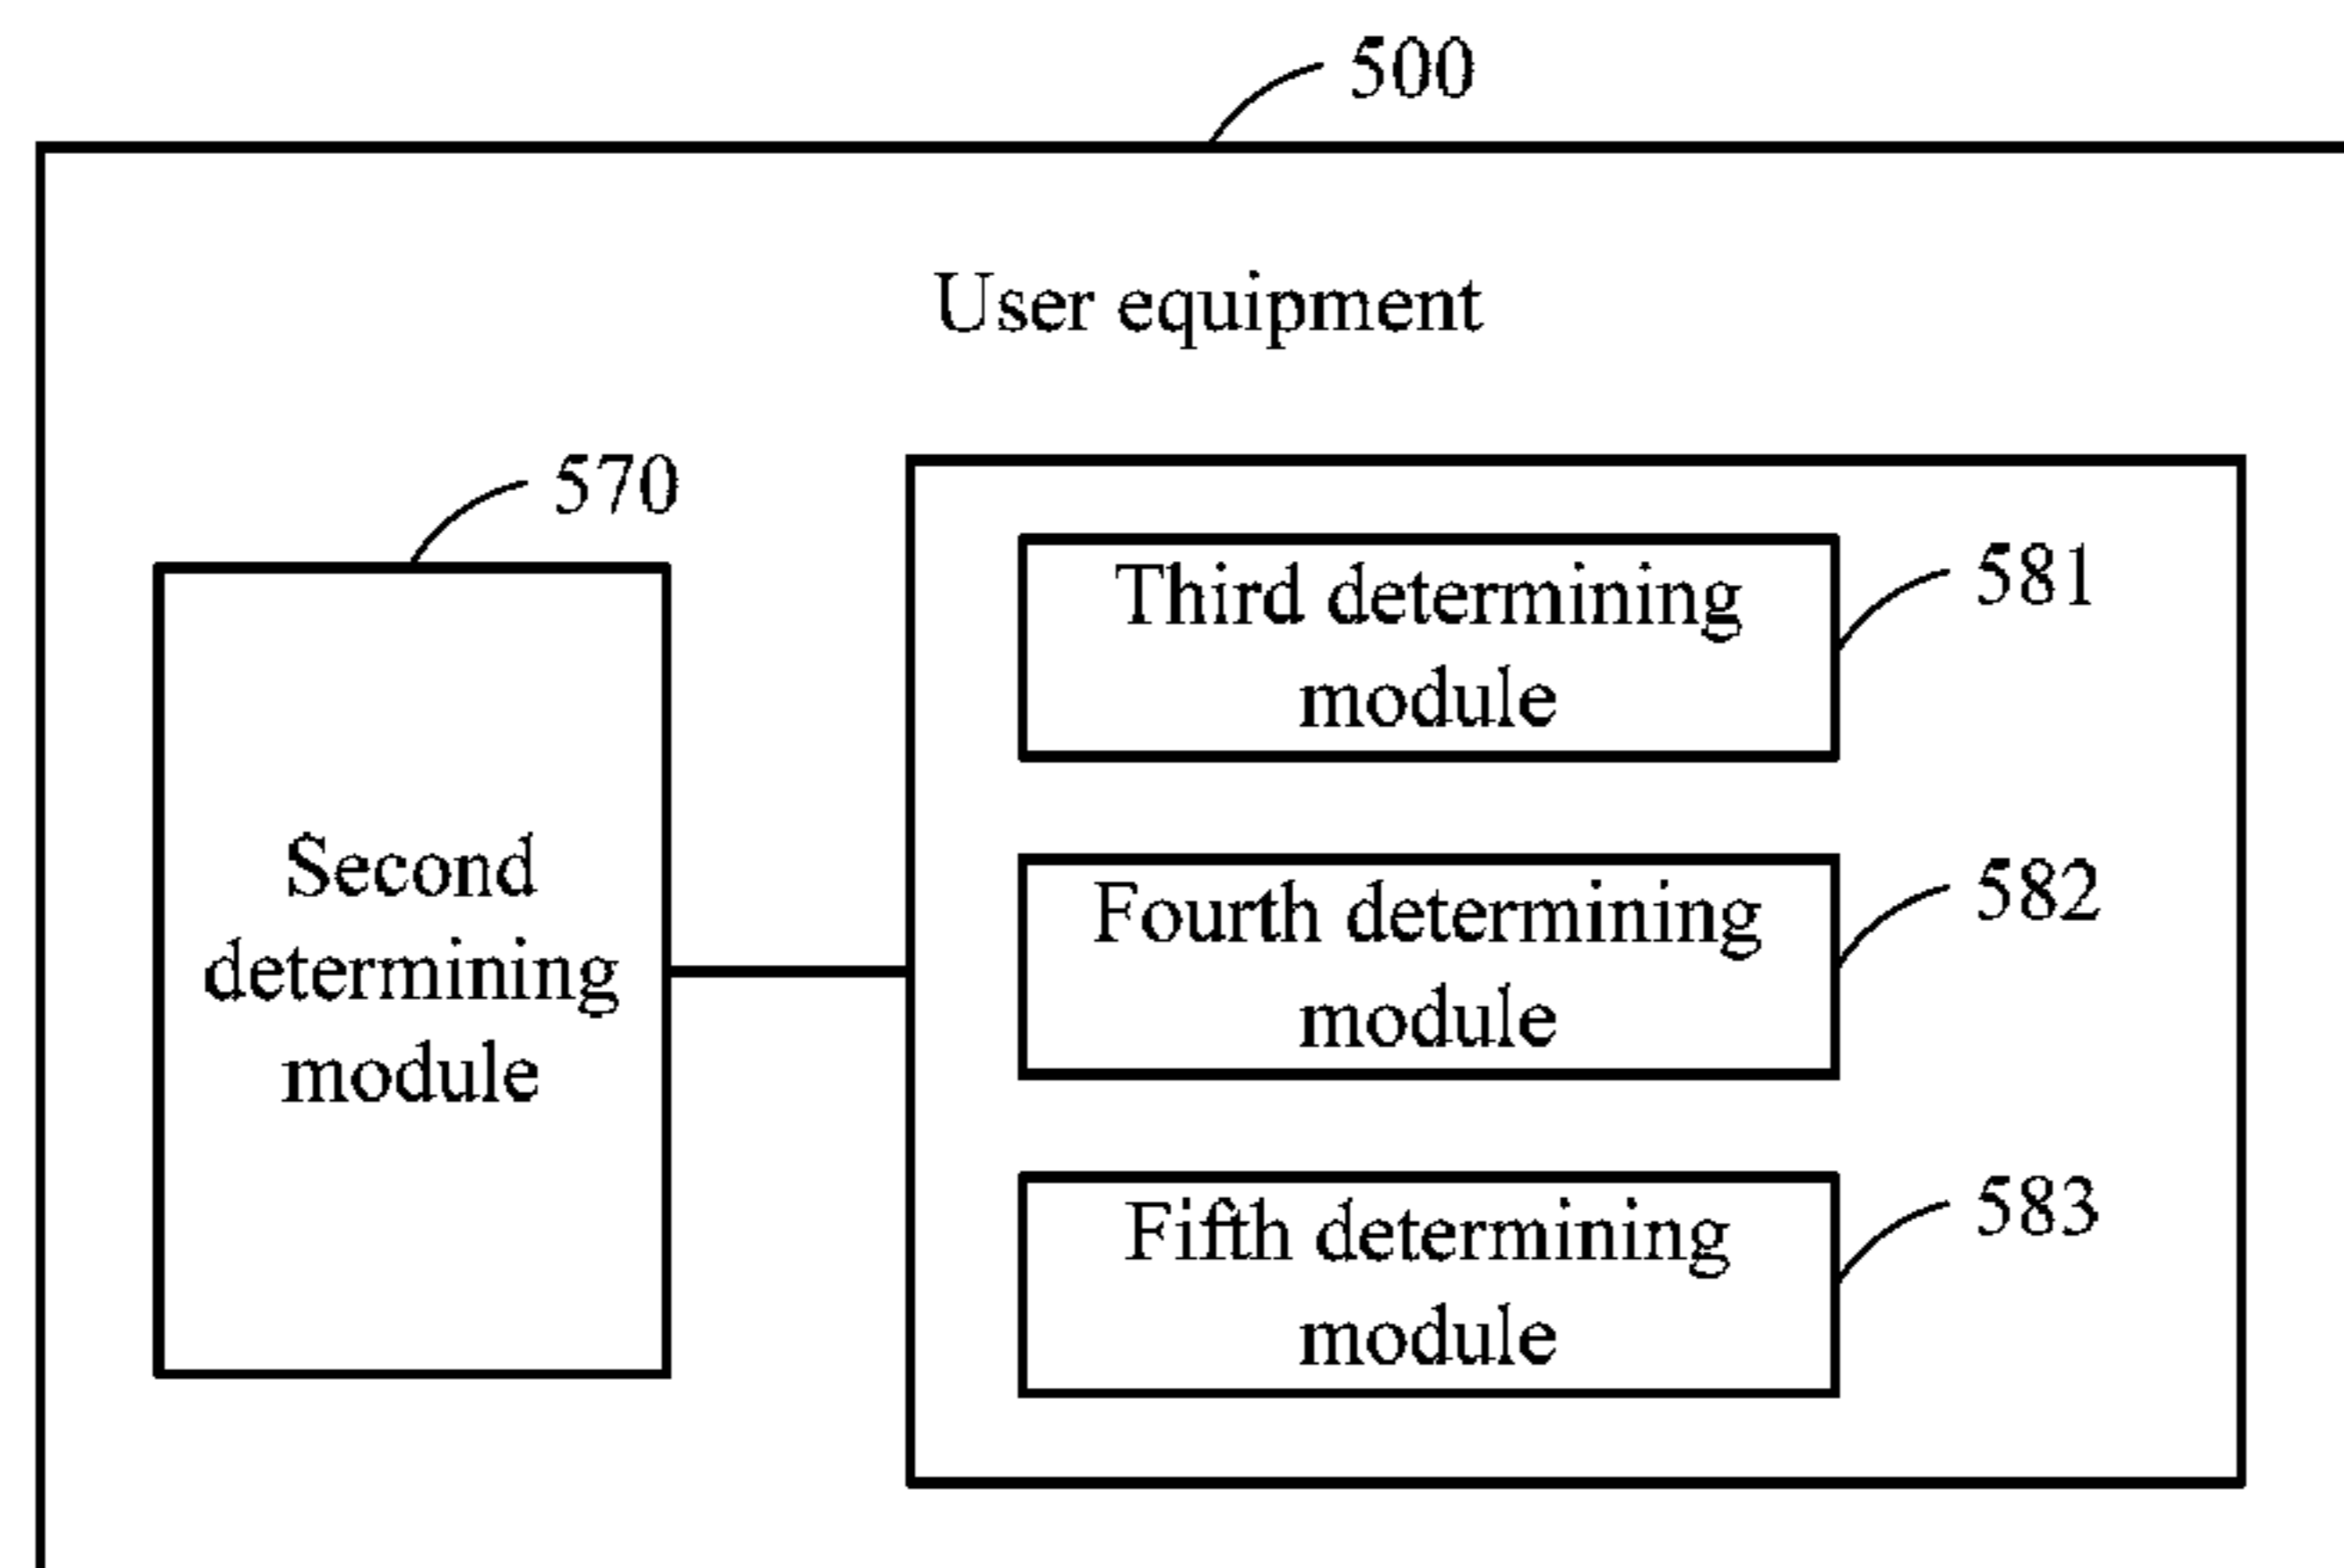 500
User equipment
570
Second
determining
module
Third determining
module
581
Fourth determining
module
582
Fifth determining
module
583